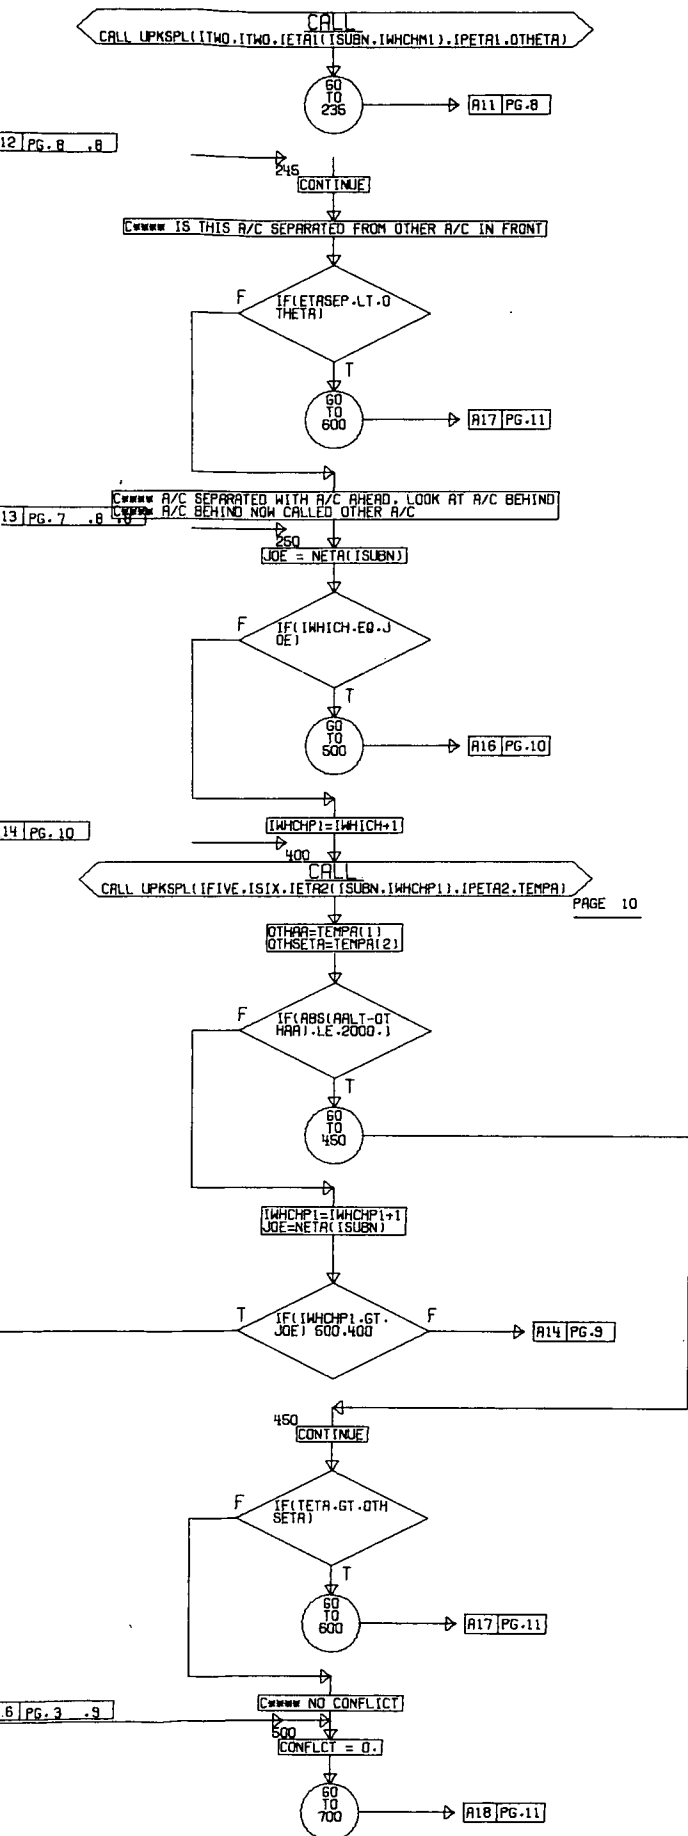 CALL
CALL UPKSPL(ITWO.ITWO.IETA1(ISUBN.IWHCHM1).IPETA1.OTHETA)
GO
TO
235
A11 PG.8
12 PG.8 .8
245
CONTINUE
C**** IS THIS A/C SEPARATED FROM OTHER A/C IN FRONT
F
IF(ETASEP.LT.O
THETA)
T
GO
TO
600
A17 PG.11
C**** A/C SEPARATED WITH A/C AHEAD. LOOK AT A/C BEHIND
C**** A/C BEHIND NOW CALLED OTHER A/C
13 PG.7 .8 .8
250
JOE = NETA(ISUBN)
F
IF(IWHICH.EQ.J
OE)
T
GO
TO
500
A16 PG.10
IWHCHP1=IWHICH+1
14 PG.10
400
CALL
CALL UPKSPL(IFIVE.ISIX.IETA2(ISUBN.IWHCHP1).IPETA2.TEMPA)
PAGE 10
OTHAA=TEMPA(1)
OTHSETA=TEMPA(2)
F
IF(ABS(AALT-OT
HAA).LE.2000.)
T
GO
TO
450
IWHCHP1=IWHCHP1+1
JOE=NETA(ISUBN)
T
IF(IWHCHP1.GT.
JOE) 500.400
F
A14 PG.9
450
CONTINUE
F
IF(TETA.GT.OTH
SETA)
T
GO
TO
600
A17 PG.11
C**** NO CONFLICT
.6 PG.3 .9
500
CONFLCT = 0.
GO
TO
700
A18 PG.11